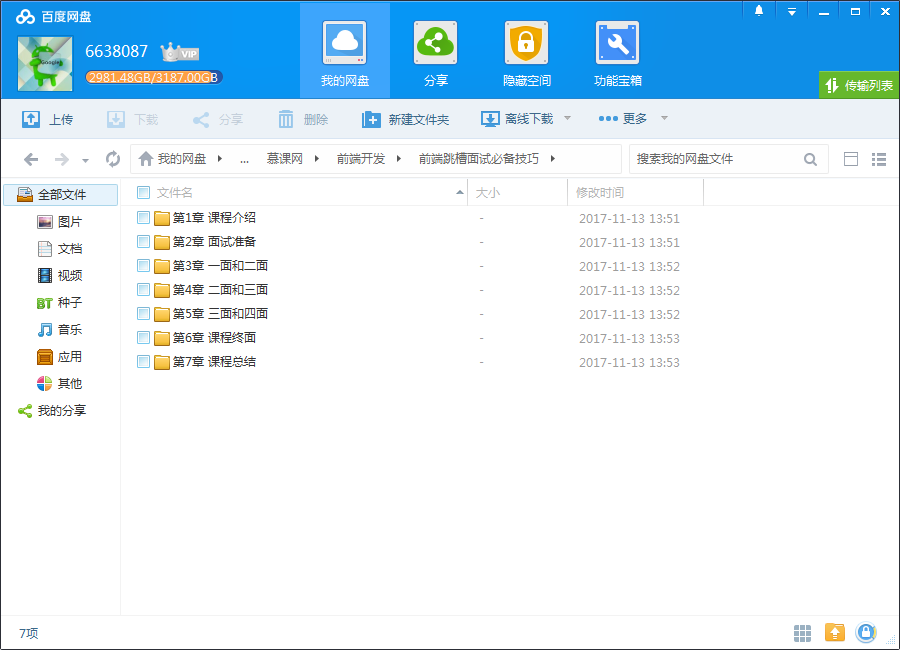 百度网盘
6638087 VIP
2981.48GB/3187.00GB
我的网盘
分享
隐藏空间
功能宝箱
传输列表
上传
下载
分享
删除
新建文件夹
离线下载
更多
我的网盘 ... 慕课网 前端开发 前端跳槽面试必备技巧
搜索我的网盘文件
全部文件
图片
文档
视频
BT 种子
音乐
应用
其他
我的分享
文件名 大小 修改时间
第1章 课程介绍 - 2017-11-13 13:51
第2章 面试准备 - 2017-11-13 13:51
第3章 一面和二面 - 2017-11-13 13:52
第4章 二面和三面 - 2017-11-13 13:52
第5章 三面和四面 - 2017-11-13 13:52
第6章 课程终面 - 2017-11-13 13:53
第7章 课程总结 - 2017-11-13 13:53
7项